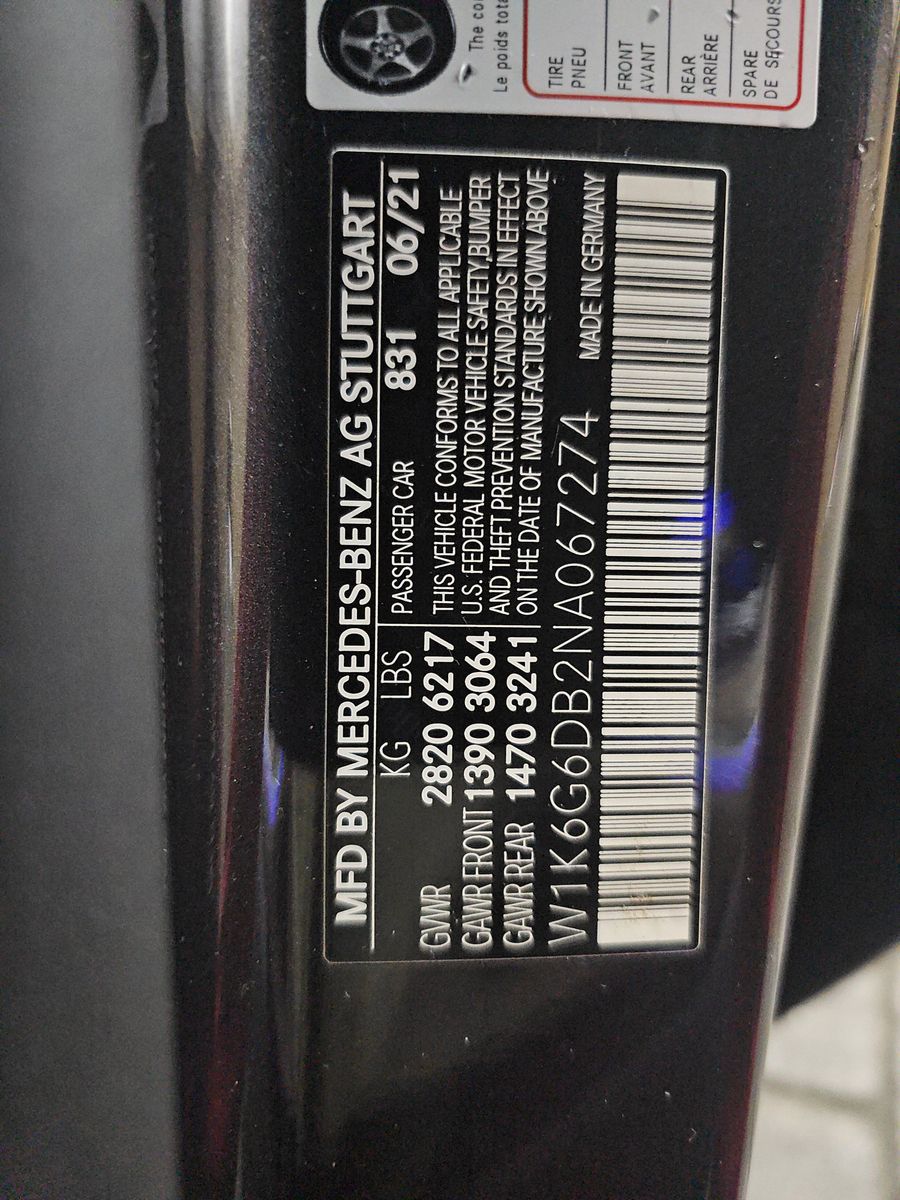 MFD BY MERCEDES-BENZ AG STUTTGART
KG LBS PASSENGER CAR 831 06/21
GVWR 2820 6217 THIS VEHICLE CONFORMS TO ALL APPLICABLE
GAWR FRONT 1390 3064 U.S. FEDERAL MOTOR VEHICLE SAFETY,BUMPER
GAWR REAR 1470 3241 AND THEFT PREVENTION STANDARDS IN EFFECT
ON THE DATE OF MANUFACTURE SHOWN ABOVE
W1K6G6DB2NA067274 MADE IN GERMANY
The
Le poids
TIRE
PNEU
FRONT
AVANT
REAR
ARRIÈRE
SPARE
DE SECOURS